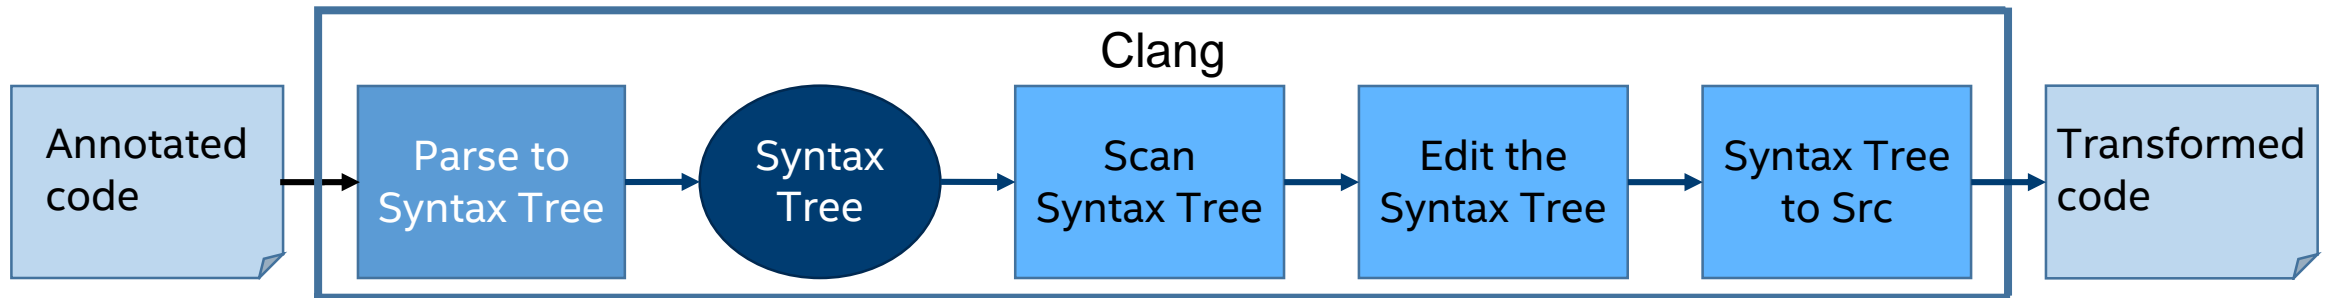 Clang
Annotated
code
Parse to
Syntax Tree
Syntax
Tree
Scan
Syntax Tree
Edit the
Syntax Tree
Syntax Tree
to Src
Transformed
code